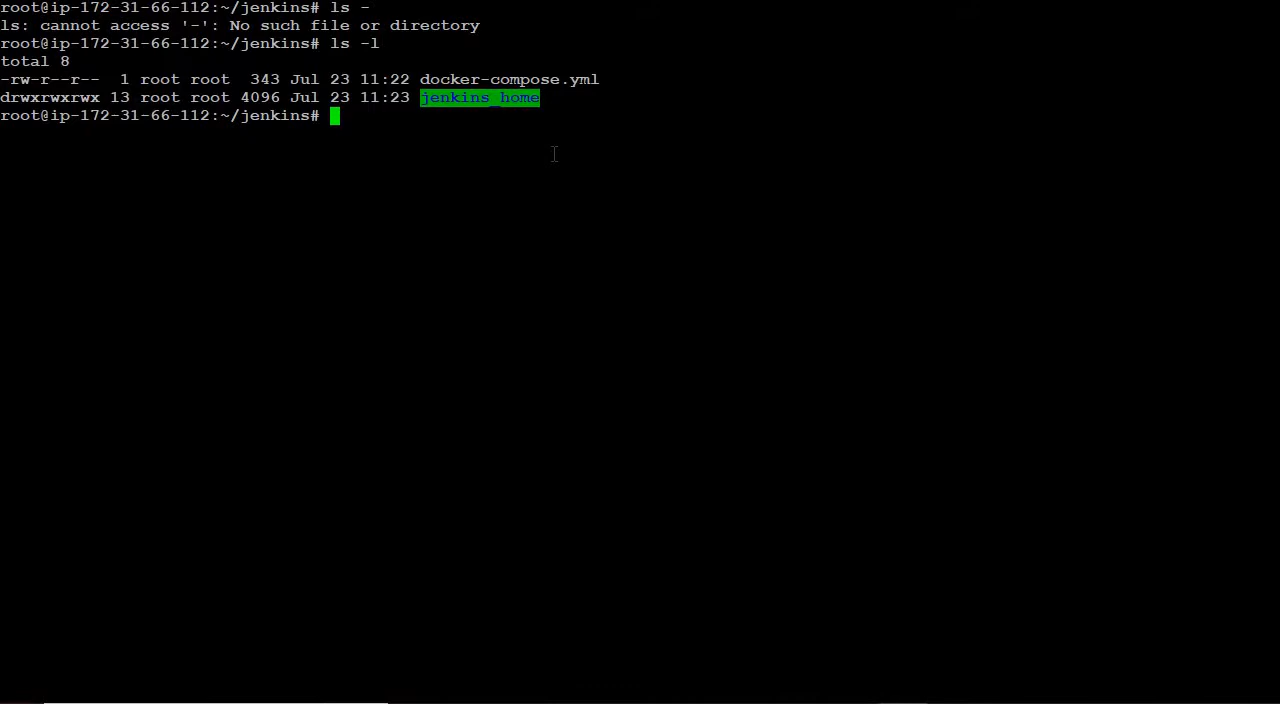 root@ip-172-31-66-112:~/jenkins# ls -
ls: cannot access '-': No such file or directory
root@ip-172-31-66-112:~/jenkins# ls -l
total 8
-rw-r--r--  1 root root  343 Jul 23 11:22 docker-compose.yml
drwxrwxrwx 13 root root 4096 Jul 23 11:23 jenkins_home
root@ip-172-31-66-112:~/jenkins#